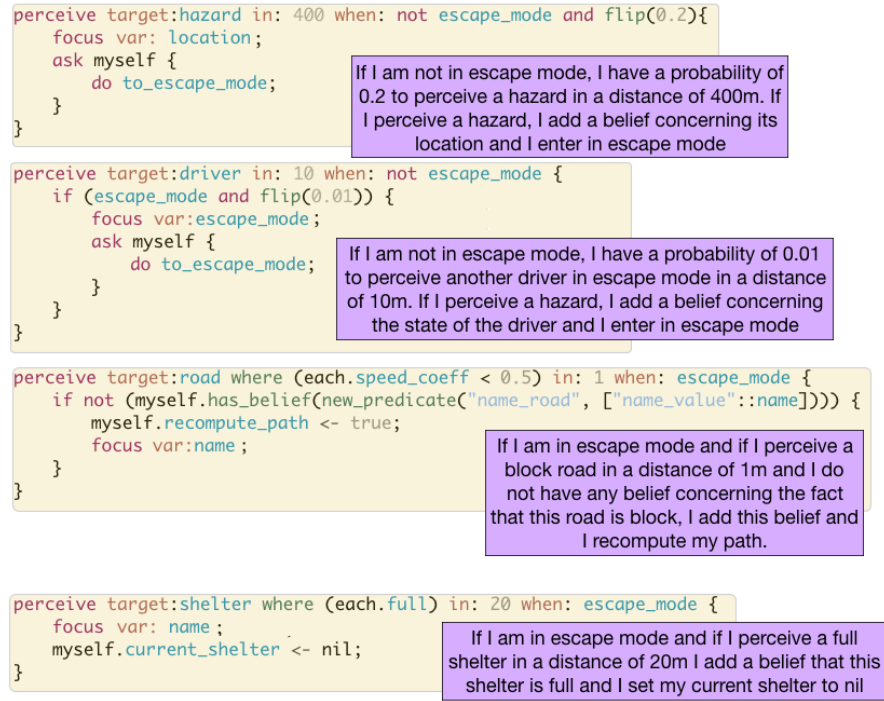 perceive target:hazard in: 400 when: not escape_mode and flip(0.2){
focus var: location;
ask myself {
do to_escape_mode;
}
}
If I am not in escape mode, I have a probability of
0.2 to perceive a hazard in a distance of 400m. If
I perceive a hazard, I add a belief concerning its
location and I enter in escape mode
perceive target:driver in: 10 when: not escape_mode {
if (escape_mode and flip(0.01)) {
focus var:escape_mode;
ask myself {
do to_escape_mode;
}
}
}
If I am not in escape mode, I have a probability of 0.01
to perceive another driver in escape mode in a distance
of 10m. If I perceive a hazard, I add a belief concerning
the state of the driver and I enter in escape mode
perceive target:road where (each.speed_coeff < 0.5) in: 1 when: escape_mode {
if not (myself.has_belief(new_predicate("name_road", ["name_value"::name]))) {
myself.recompute_path <- true;
focus var:name;
}
}
If I am in escape mode and if I perceive a
block road in a distance of 1m and I do
not have any belief concerning the fact
that this road is block, I add this belief and
I recompute my path.
perceive target:shelter where (each.full) in: 20 when: escape_mode {
focus var: name;
myself.current_shelter <- nil;
}
If I am in escape mode and if I perceive a full
shelter in a distance of 20m I add a belief that this
shelter is full and I set my current shelter to nil